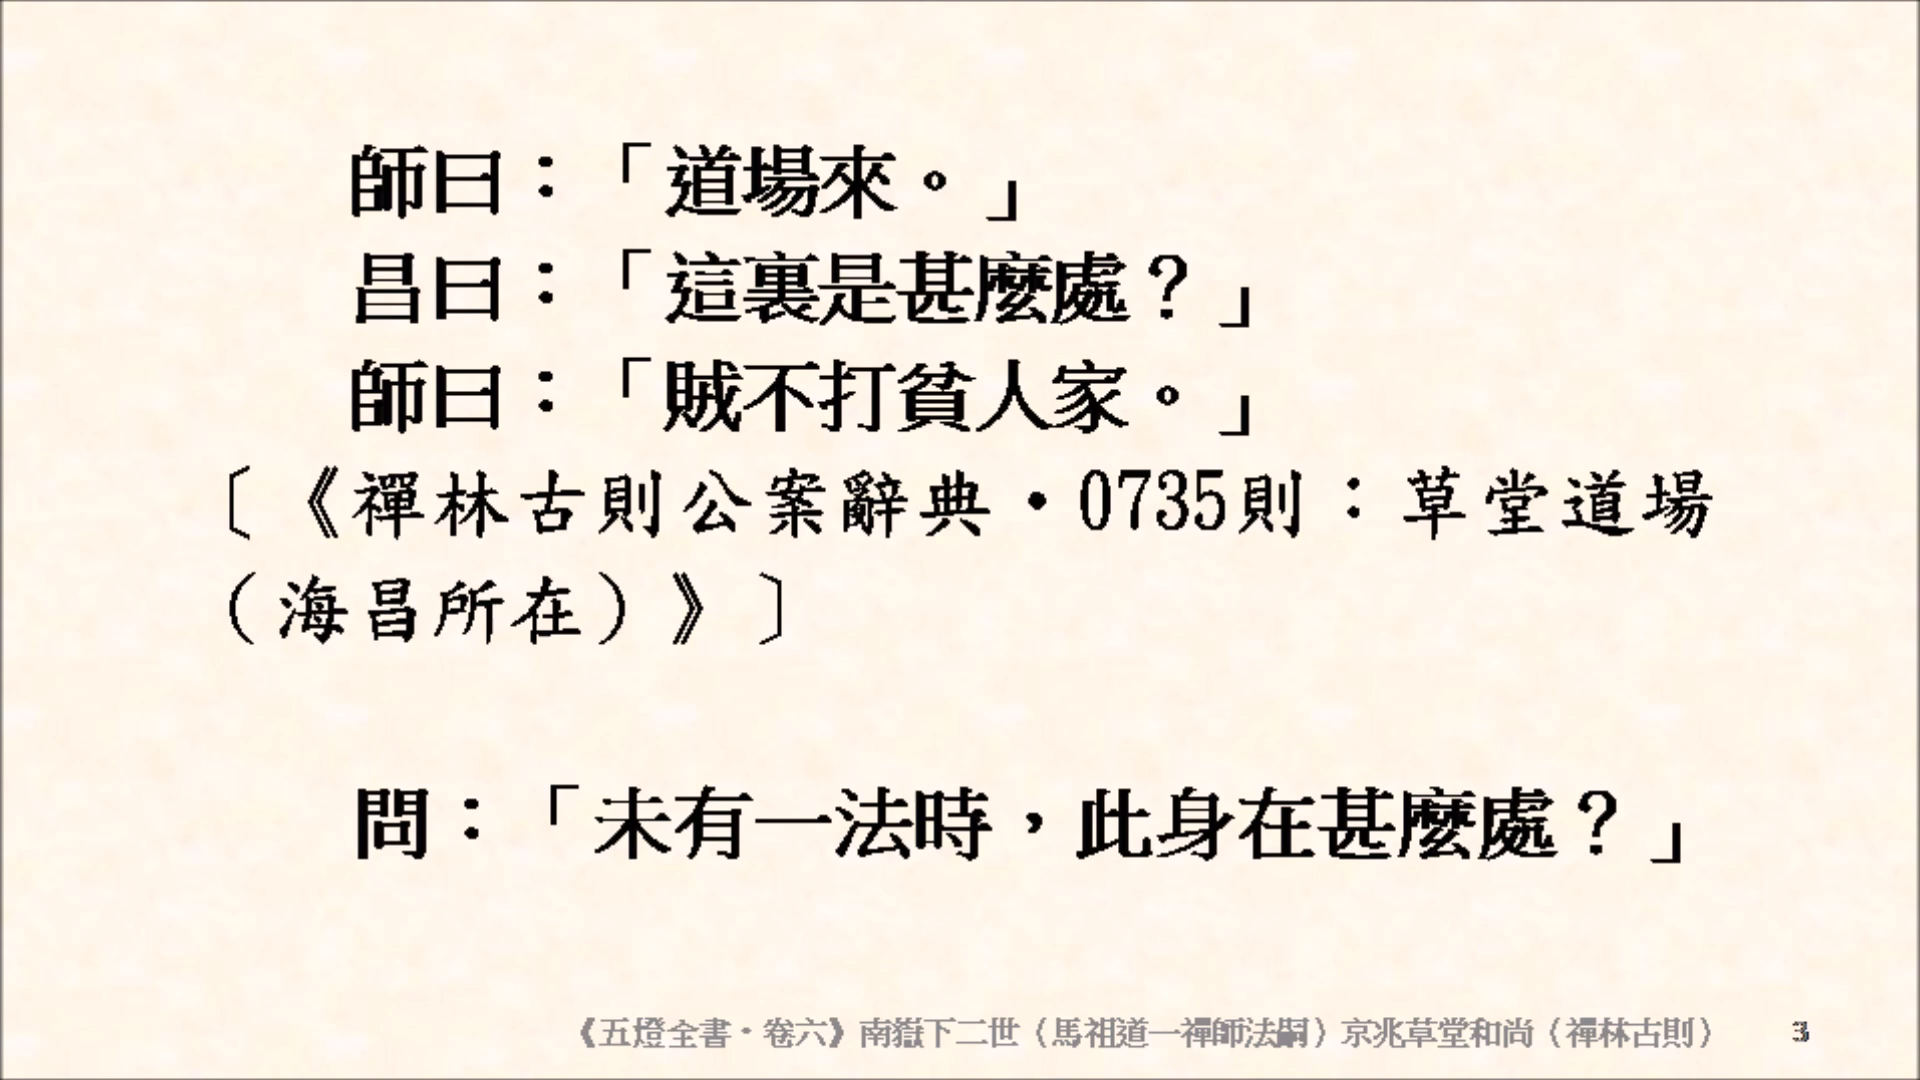 師曰：「道場來。」
昌曰：「這裏是甚麼處？」
師曰：「賊不打貧人家。」
〔《禪林古則公案辭典・0735則：草堂道場
（海昌所在）》〕
問：「未有一法時，此身在甚麼處？」
《五燈全書・卷六》南嶽下二世（馬祖道一禪師法嗣）京兆草堂和尚（禪林古則） 3